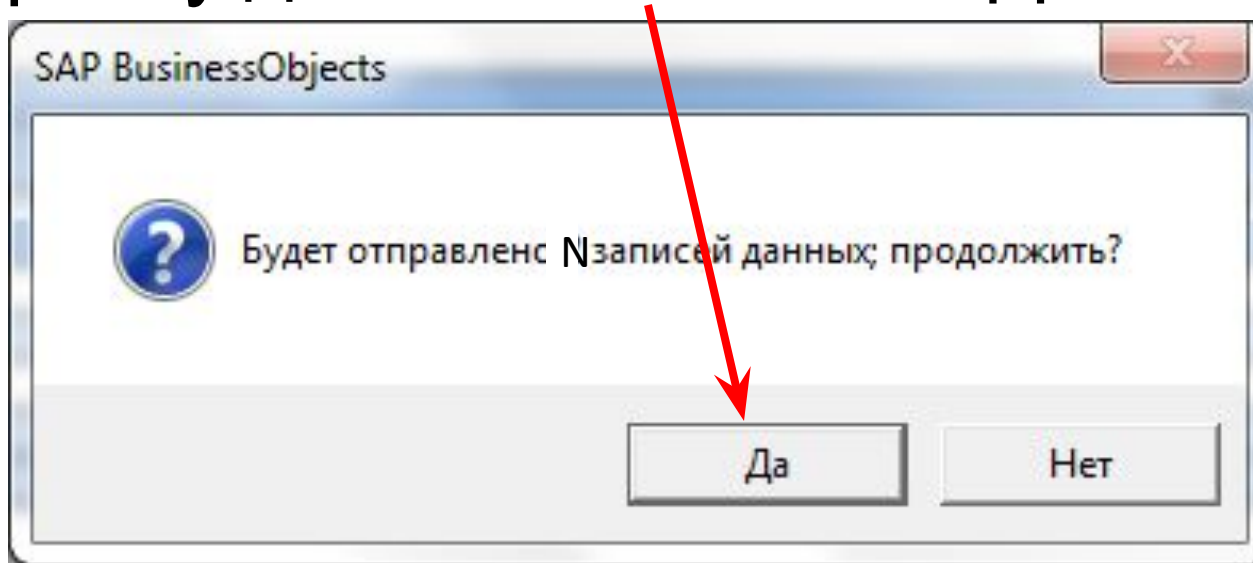 SAP BusinessObjects
Будет отправлено N записей данных; продолжить?
Да
Нет